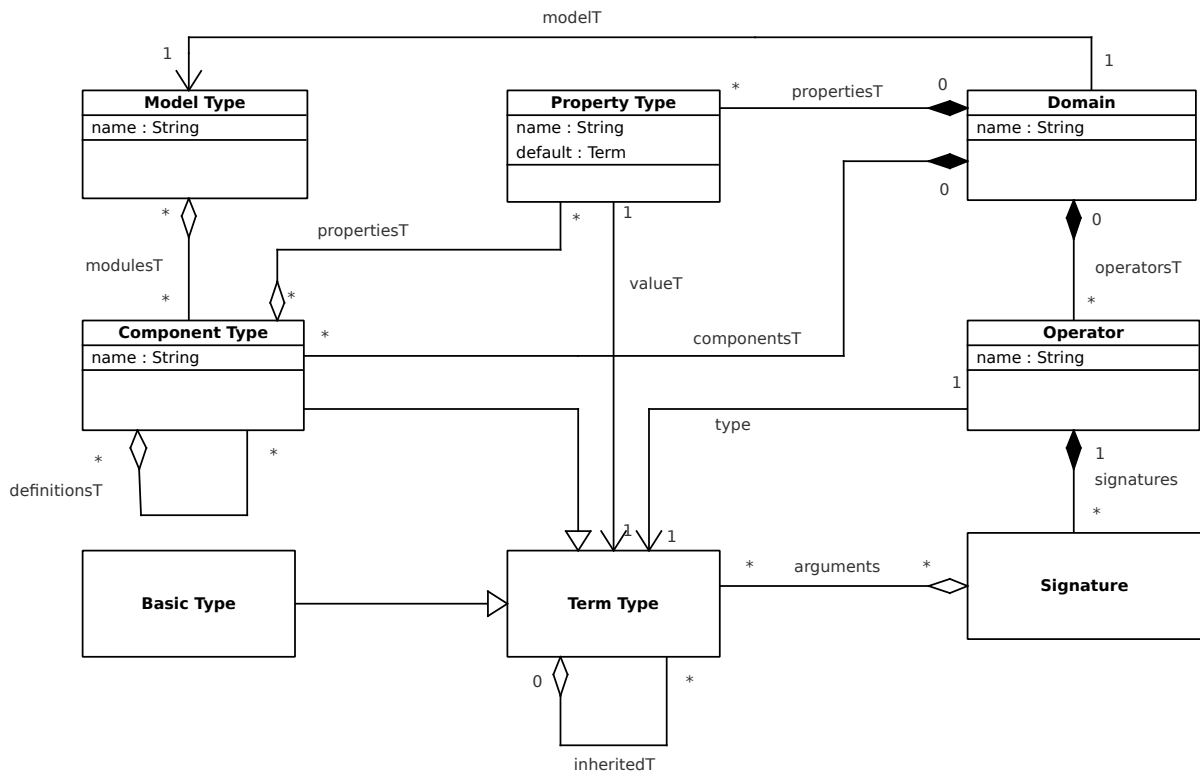 modelT
1
1
Model Type
name : String
Property Type
name : String
default : Term
*
propertiesT
0
Domain
name : String
0
*
modulesT
*
propertiesT
*
*
1
valueT
0
operatorsT
*
Component Type
name : String
*
componentsT
Operator
name : String
1
type
*
definitionsT
*
1
signatures
*
1
1
Basic Type
Term Type
*
arguments
*
Signature
0
*
inheritedT